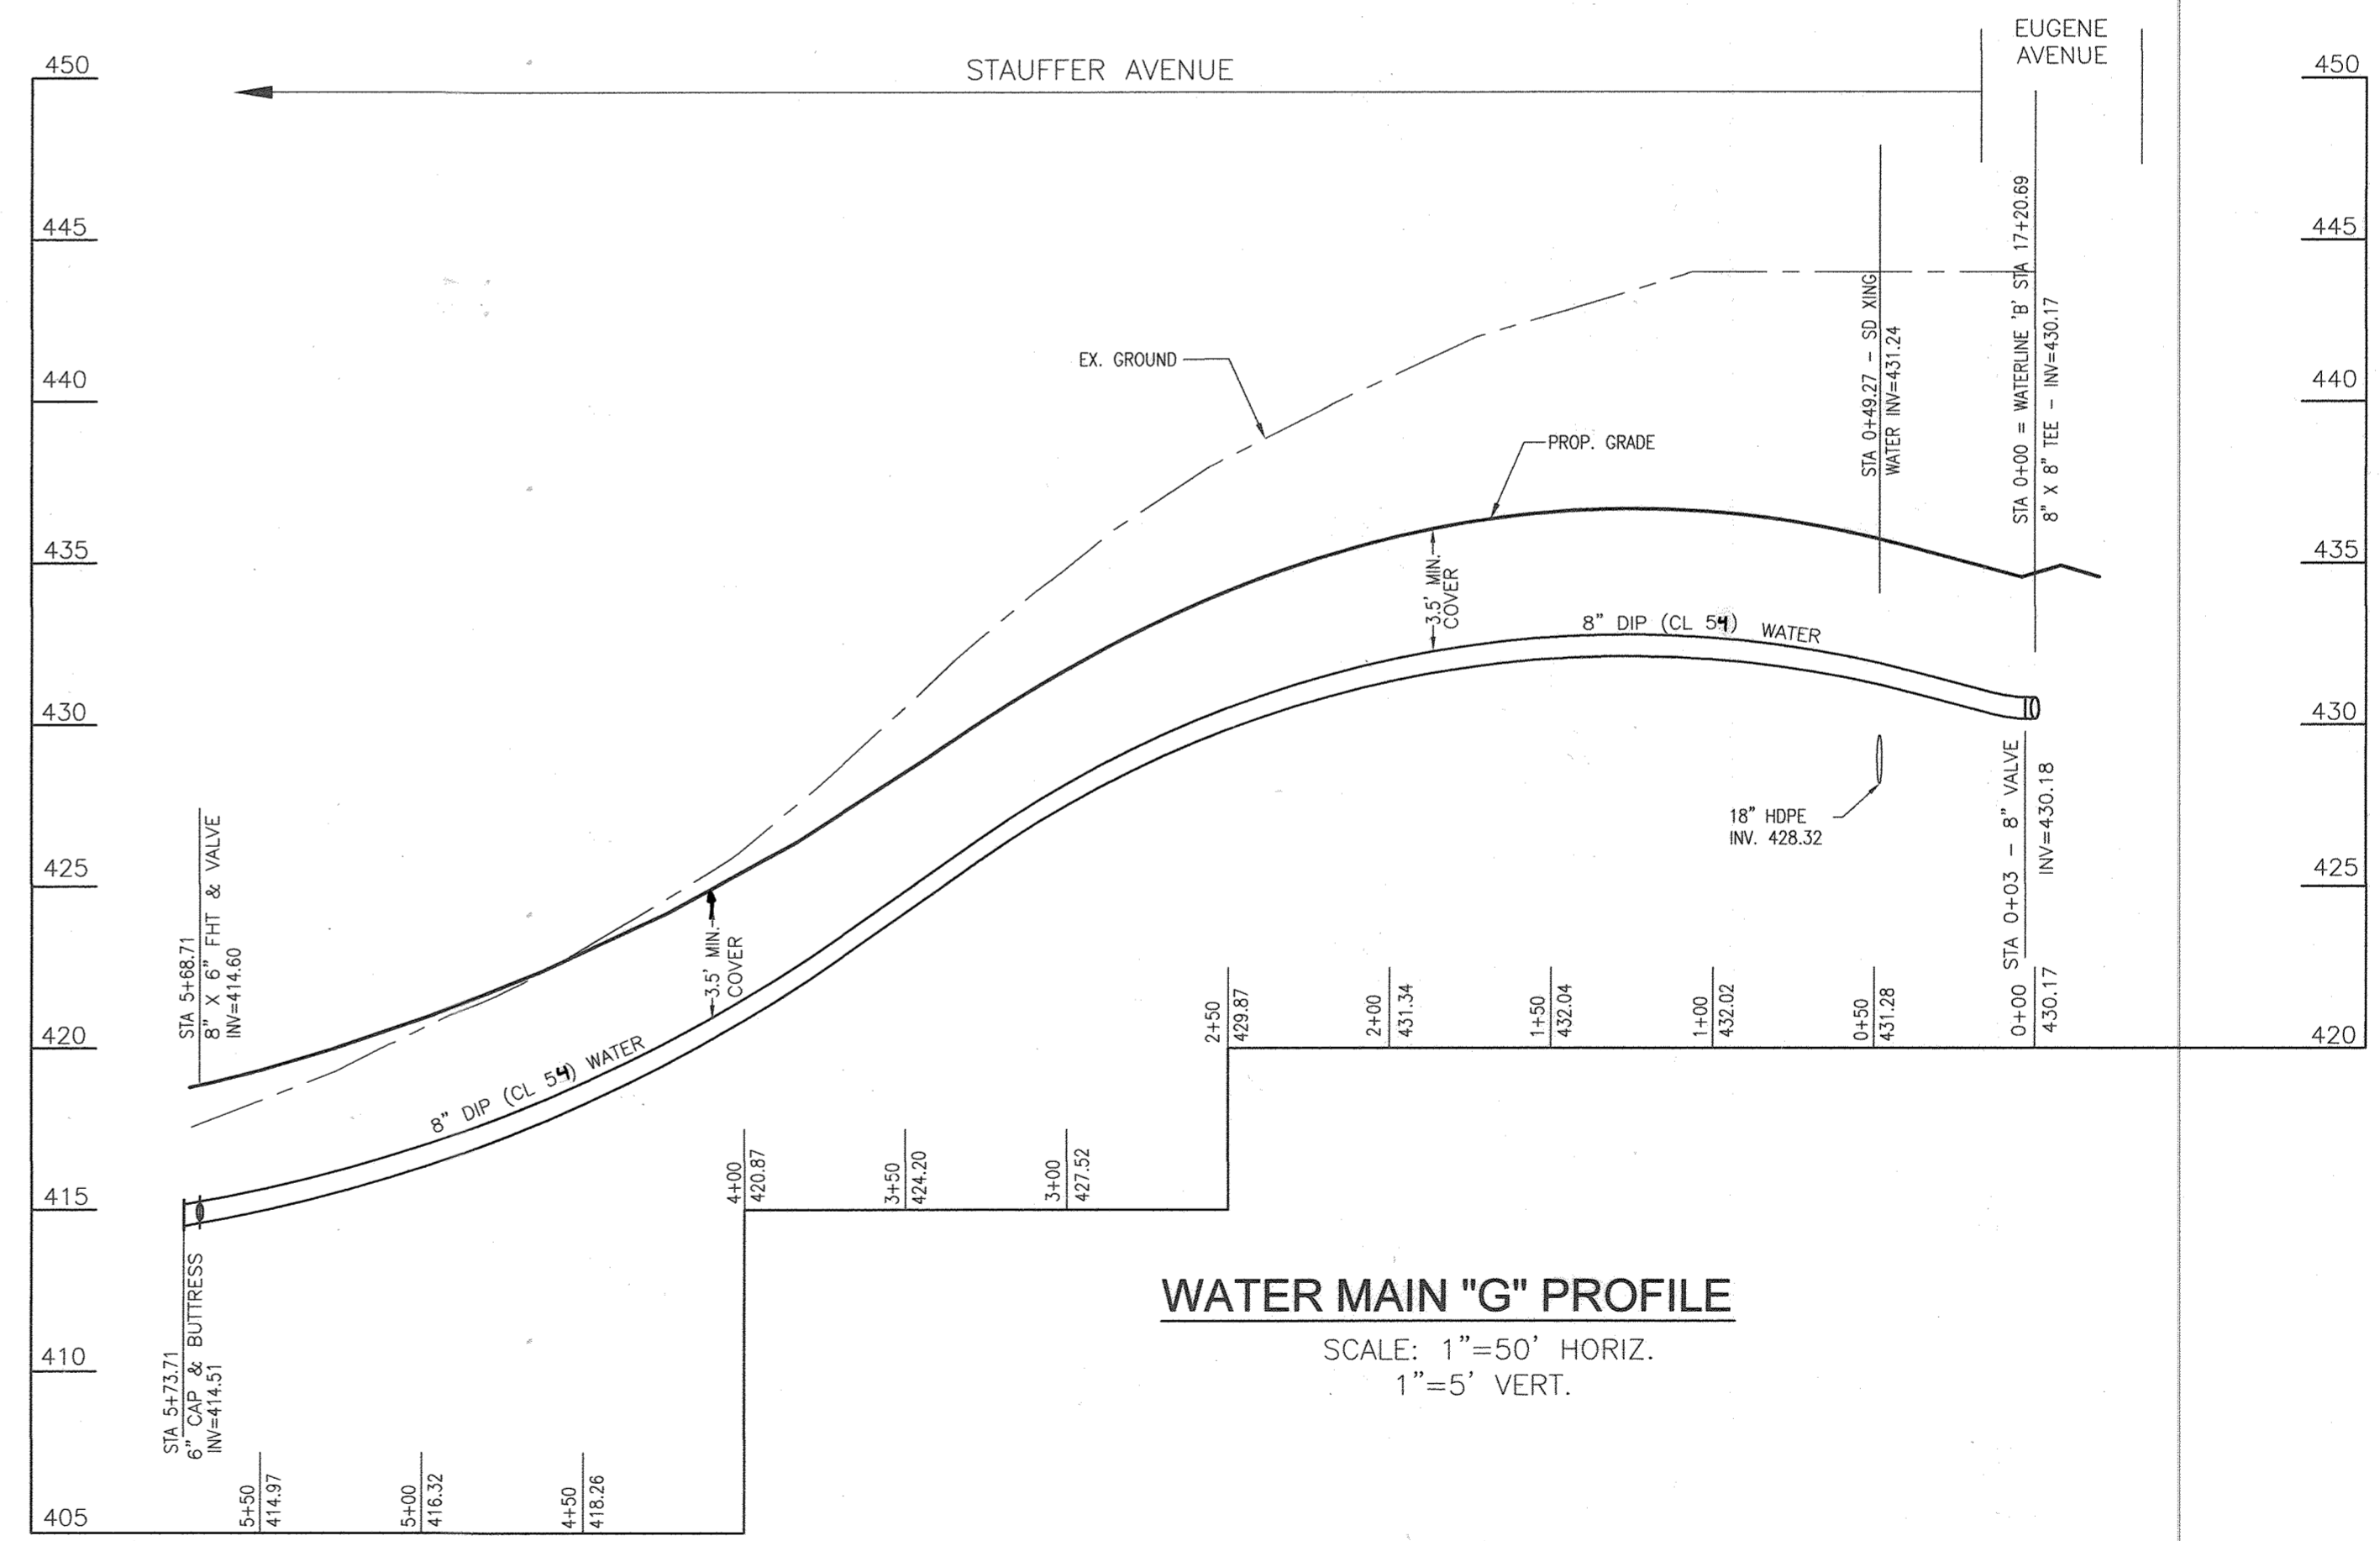 EUGENE
AVENUE
STAUFFER AVENUE
450
450
445
445
440
440
435
435
430
430
425
425
420
420
415
410
405
EX. GROUND
PROP. GRADE
STA 0+49.27 - SD XING
WATER INV=431.24
STA 0+00 = WATERLINE 'B' STA 17+20.69
8" X 8" TEE - INV=430.17
3.5' MIN.
COVER
8" DIP (CL 54) WATER
18" HDPE
INV. 428.32
STA 0+03 - 8" VALVE
INV=430.18
STA 5+68.71
8" X 6" FHT & VALVE
INV=414.60
3.5' MIN.
COVER
8" DIP (CL 54) WATER
STA 5+73.71
6" CAP & BUTTRESS
INV=414.51
5+50
414.97
5+00
416.32
4+50
418.26
4+00
420.87
3+50
424.20
3+00
427.52
2+50
429.87
2+00
431.34
1+50
432.04
1+00
432.02
0+50
431.28
0+00
430.17
WATER MAIN "G" PROFILE
SCALE: 1"=50' HORIZ.
1"=5' VERT.